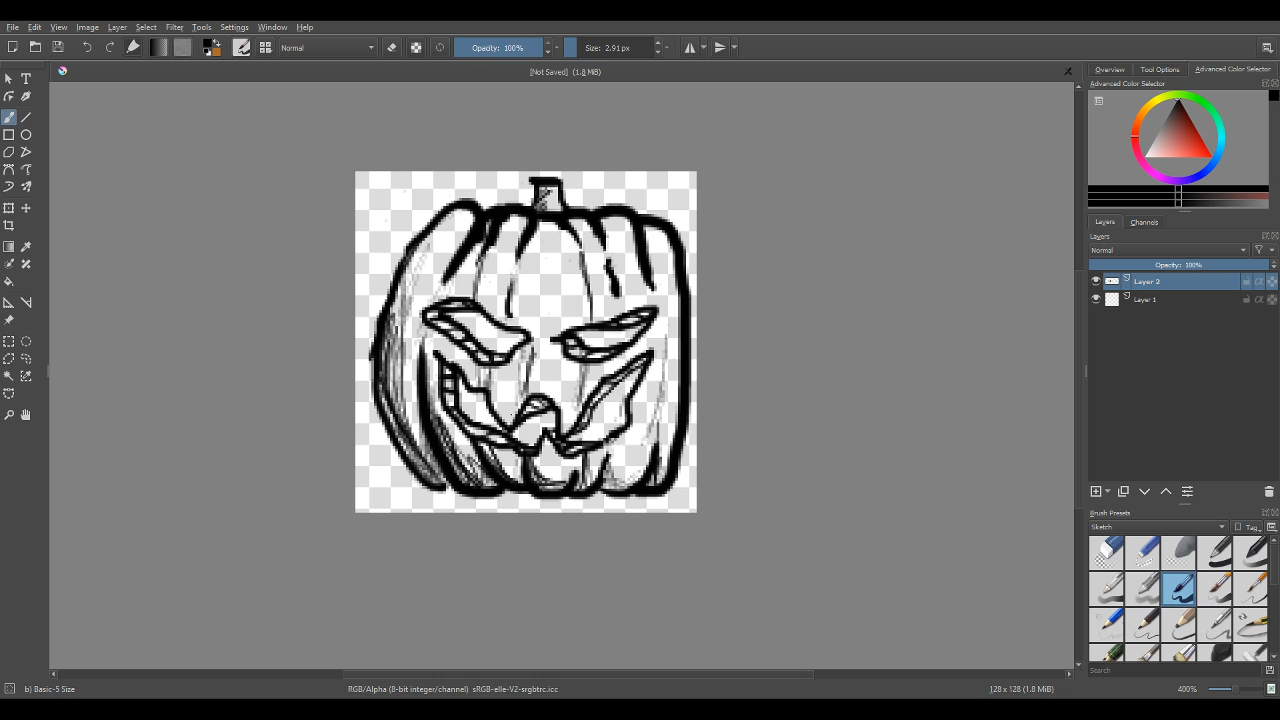 File Edit View Image Layer Select Filter Tools Settings Window Help
Normal Opacity: 100% Size: 2.91 px
[Not Saved] (1.8 MiB)
Overview Tool Options Advanced Color Selector
Advanced Color Selector
Layers Channels
Layers
Normal
Opacity: 100%
Layer 2
Layer 1
Brush Presets
Sketch Tag
Search
b) Basic-5 Size RGB/Alpha (8-bit integer/channel) sRGB-elle-V2-srgbtrc.icc 128 x 128 (1.8 MiB) 400%